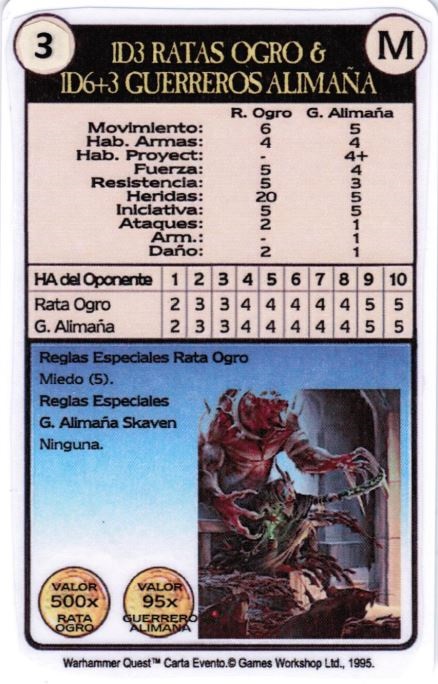 3
M
1D3 RATAS OGRO &
1D6+3 GUERREROS ALIMAÑA
R. Ogro G. Alimaña
Movimiento: 6 5
Hab. Armas: 4 4
Hab. Proyect: - 4+
Fuerza: 5 4
Resistencia: 5 3
Heridas: 20 5
Iniciativa: 5 5
Ataques: 2 1
Arm.: - 1
Daño: 2 1
HA del Oponente 1 2 3 4 5 6 7 8 9 10
Rata Ogro 2 3 3 4 4 4 4 4 5 5
G. Alimaña 2 3 3 4 4 4 4 4 5 5
Reglas Especiales Rata Ogro
Miedo (5).
Reglas Especiales
G. Alimaña Skaven
Ninguna.
VALOR
500x
RATA
OGRO
VALOR
95x
GUERRERO
ALIMAÑA
Warhammer Quest™ Carta Evento.© Games Workshop Ltd., 1995.